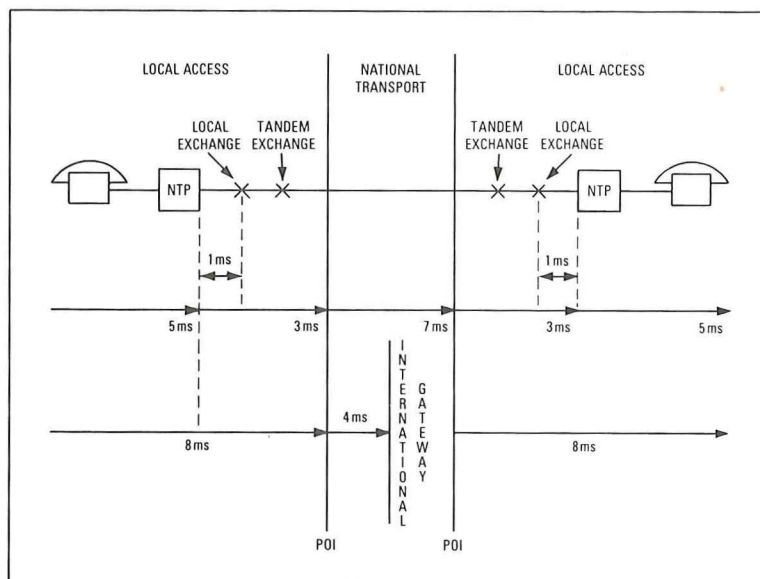 LOCAL ACCESS
NATIONAL
TRANSPORT
LOCAL ACCESS
LOCAL
EXCHANGE
TANDEM
EXCHANGE
TANDEM
EXCHANGE
LOCAL
EXCHANGE
NTP
NTP
1ms
1ms
5ms
3ms
7ms
3ms
5ms
4ms
INTERNATIONAL
GATEWAY
8ms
8ms
POI
POI